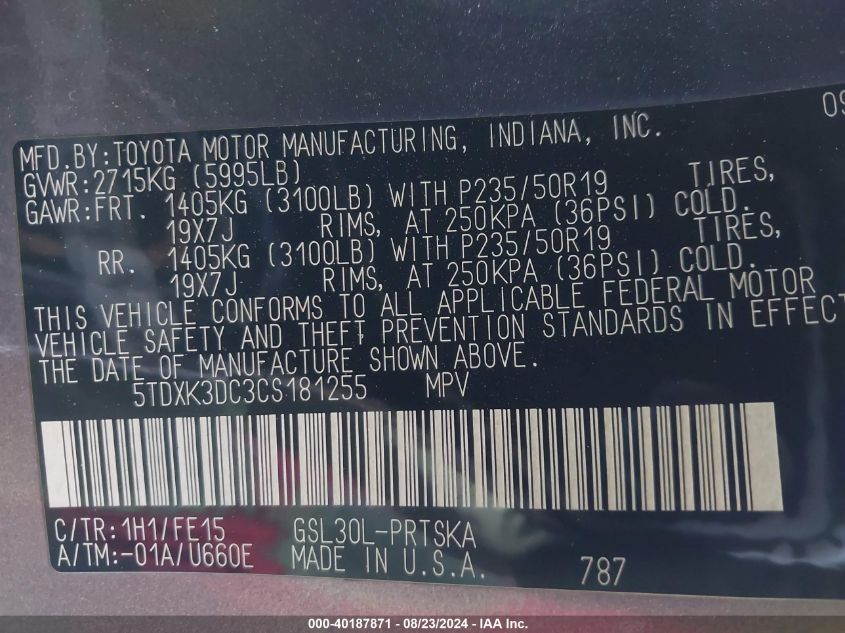 09
MFD.BY:TOYOTA MOTOR MANUFACTURING, INDIANA, INC.
GVWR:2715KG (5995LB)
GAWR:FRT. 1405KG (3100LB) WITH P235/50R19 TIRES,
19X7J RIMS, AT 250KPA (36PSI) COLD.
RR. 1405KG (3100LB) WITH P235/50R19 TIRES,
19X7J RIMS, AT 250KPA (36PSI) COLD.
THIS VEHICLE CONFORMS TO ALL APPLICABLE FEDERAL MOTOR
VEHICLE SAFETY AND THEFT PREVENTION STANDARDS IN EFFECT
THE DATE OF MANUFACTURE SHOWN ABOVE.
5TDXK3DC3CS181255 MPV
C/TR:1H1/FE15 GSL30L-PRTSKA
A/TM:-01A/U660E MADE IN U.S.A. 787
000-40187871 - 08/23/2024 - IAA Inc.